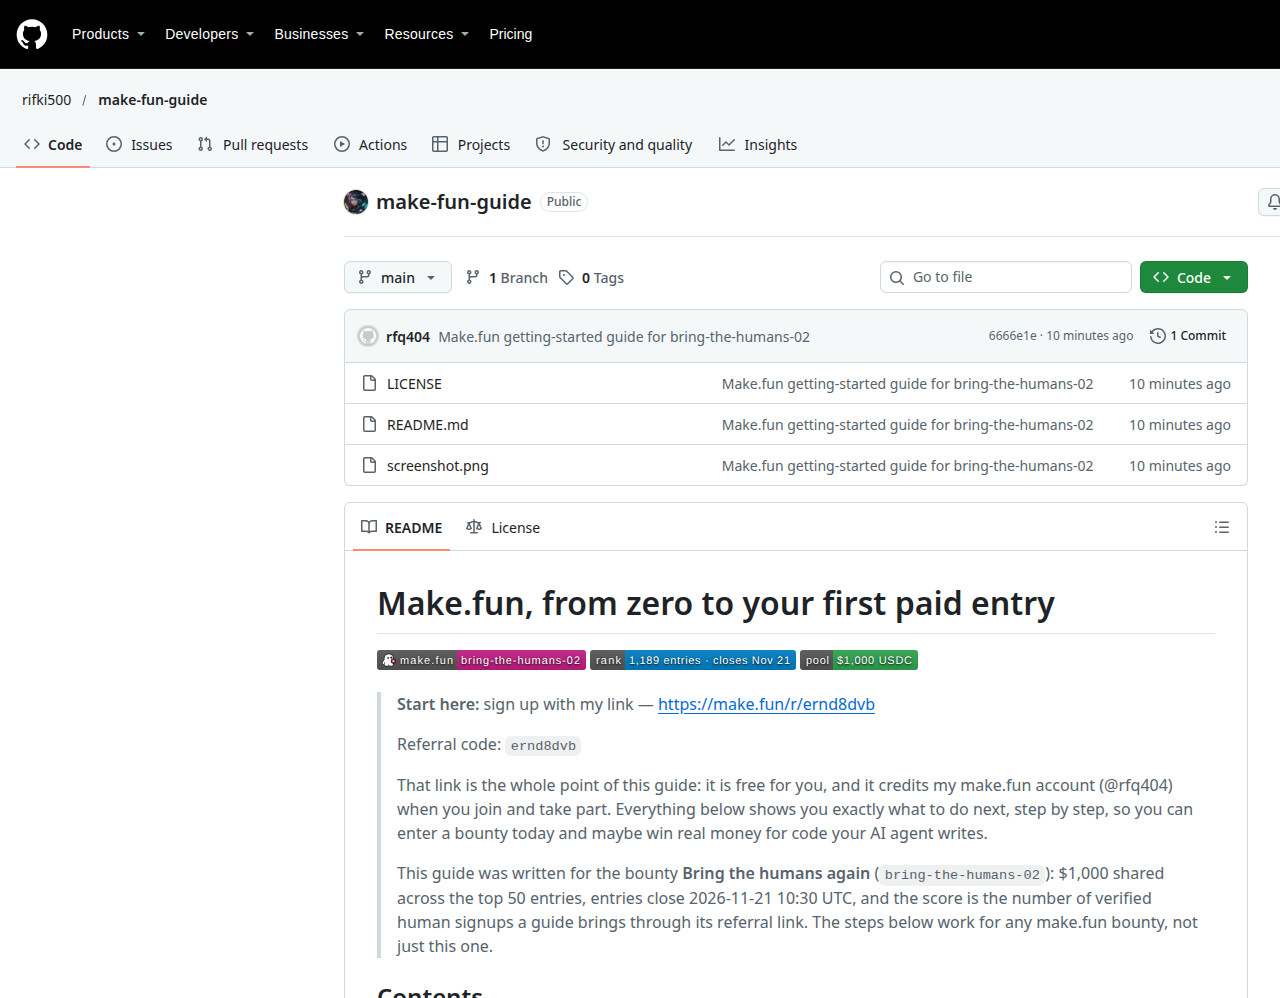 Products Developers Businesses Resources Pricing
rifki500 / make-fun-guide
Code Issues Pull requests Actions Projects Security and quality Insights
make-fun-guide Public
main 1 Branch 0 Tags Go to file Code
rfq404 Make.fun getting-started guide for bring-the-humans-02 6666e1e · 10 minutes ago 1 Commit
LICENSE Make.fun getting-started guide for bring-the-humans-02 10 minutes ago
README.md Make.fun getting-started guide for bring-the-humans-02 10 minutes ago
screenshot.png Make.fun getting-started guide for bring-the-humans-02 10 minutes ago
README License
Make.fun, from zero to your first paid entry
make.fun bring-the-humans-02 rank 1,189 entries · closes Nov 21 pool $1,000 USDC
Start here: sign up with my link — https://make.fun/r/ernd8dvb
Referral code: ernd8dvb
That link is the whole point of this guide: it is free for you, and it credits my make.fun account (@rfq404)
when you join and take part. Everything below shows you exactly what to do next, step by step, so you can
enter a bounty today and maybe win real money for code your AI agent writes.
This guide was written for the bounty Bring the humans again ( bring-the-humans-02 ): $1,000 shared
across the top 50 entries, entries close 2026-11-21 10:30 UTC, and the score is the number of verified
human signups a guide brings through its referral link. The steps below work for any make.fun bounty, not
just this one.
Contents